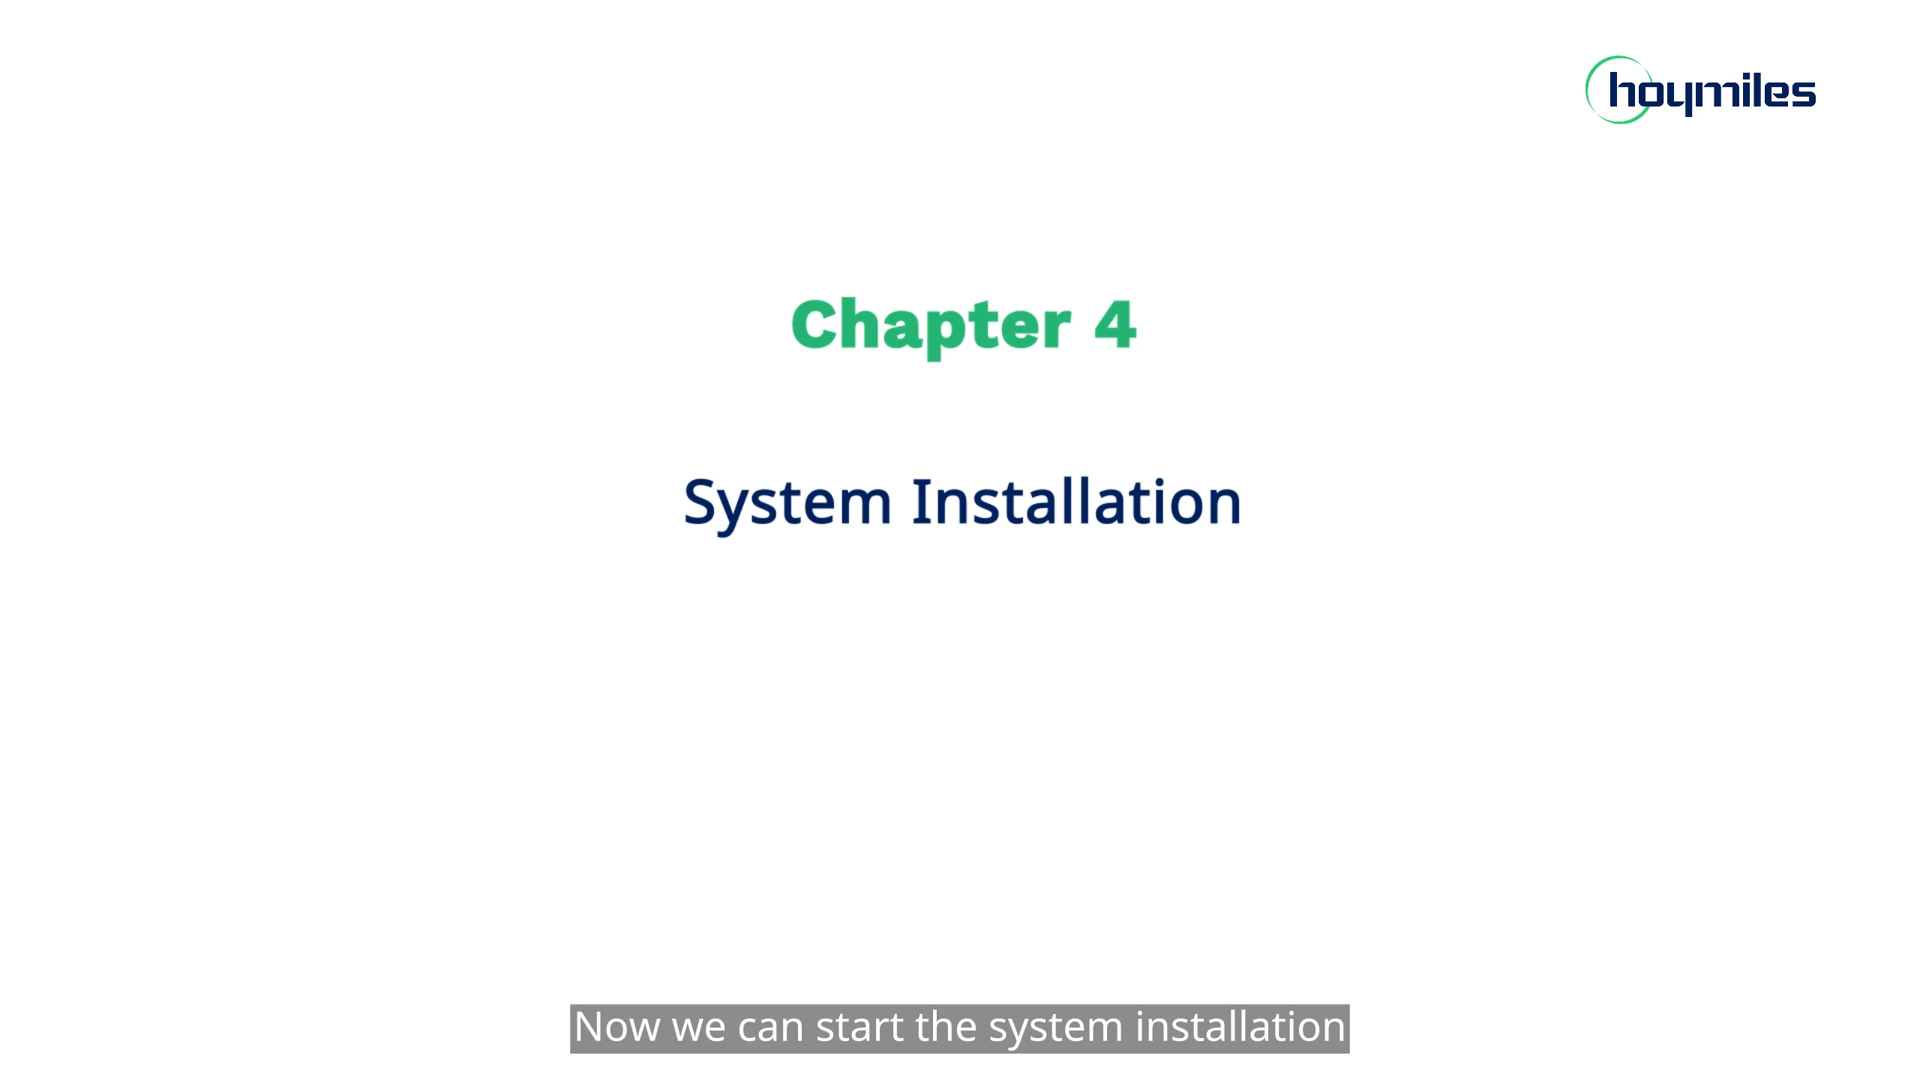 hoymiles
Chapter 4
System Installation
Now we can start the system installation